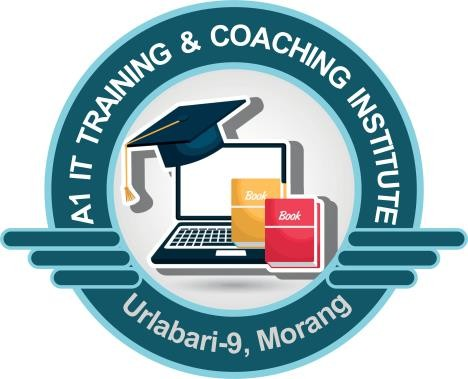 A1 IT TRAINING & COACHING INSTITUTE
Book
Book
Urlabari-9, Morang